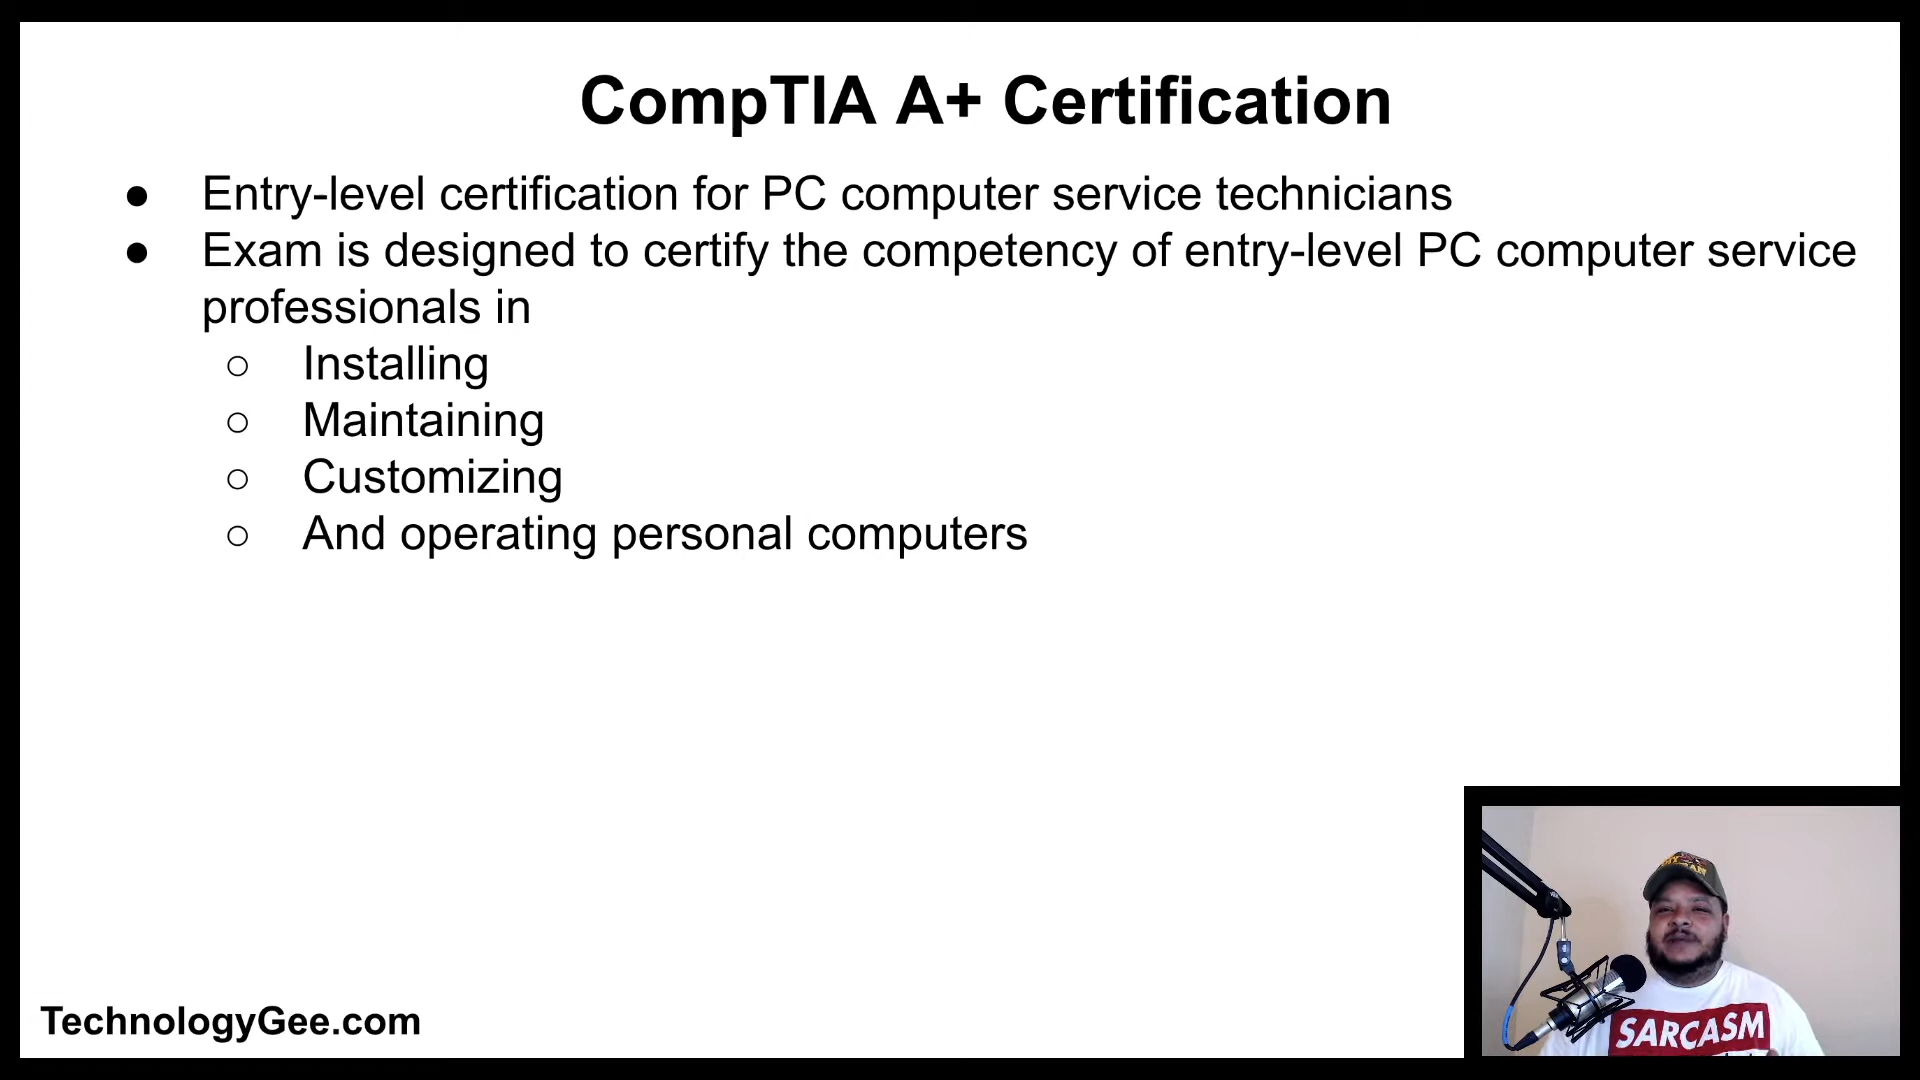 CompTIA A+ Certification
● Entry-level certification for PC computer service technicians
● Exam is designed to certify the competency of entry-level PC computer service
professionals in
○ Installing
○ Maintaining
○ Customizing
○ And operating personal computers
TechnologyGee.com
SARCASM